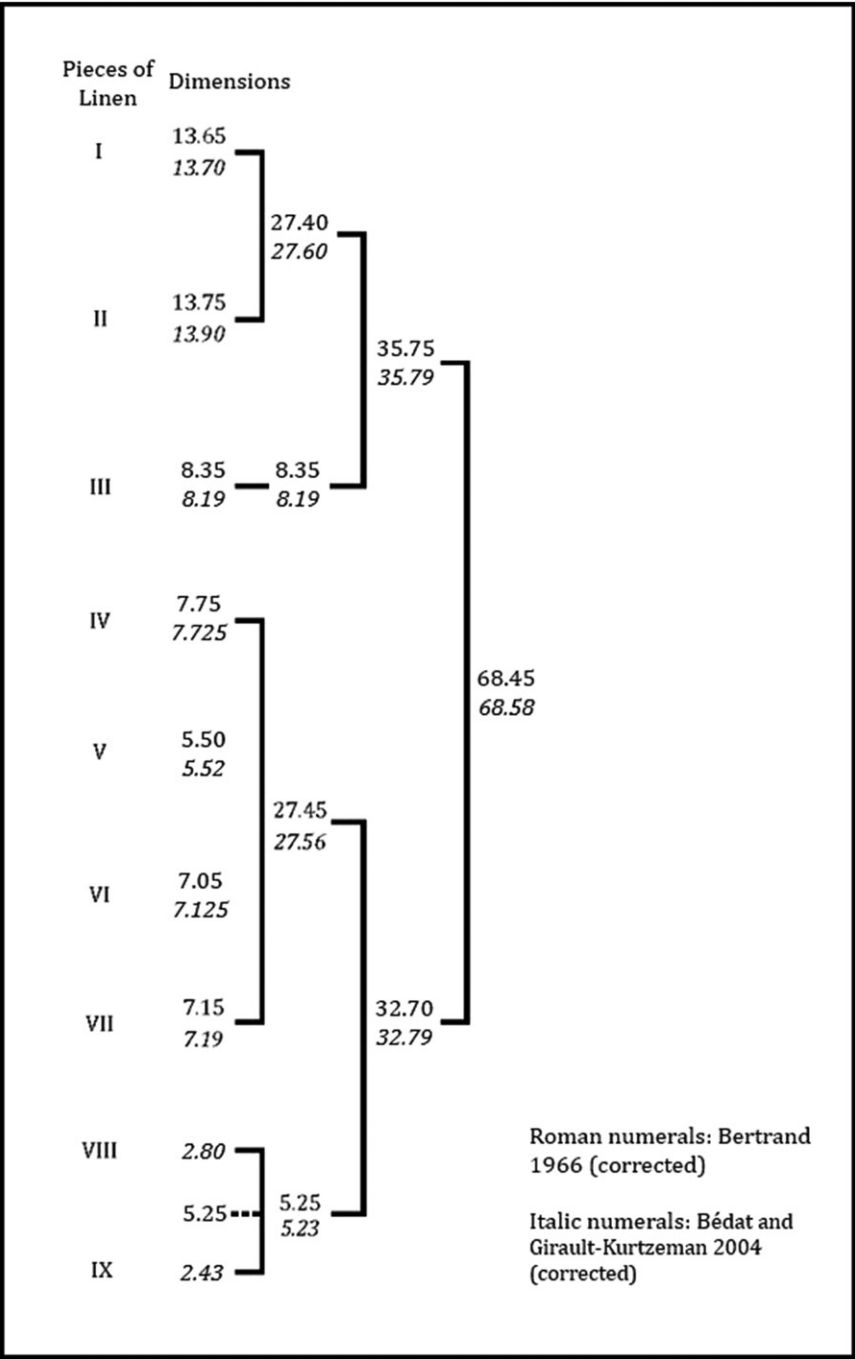 Pieces of
Linen
Dimensions
I
13.65
13.70
27.40
27.60
II
13.75
13.90
35.75
35.79
III
8.35
8.19
8.35
8.19
IV
7.75
7.725
68.45
68.58
V
5.50
5.52
27.45
27.56
VI
7.05
7.125
VII
7.15
7.19
32.70
32.79
VIII
2.80
5.25
5.25
5.23
IX
2.43
Roman numerals: Bertrand
1966 (corrected)
Italic numerals: Bédat and
Girault-Kurtzeman 2004
(corrected)